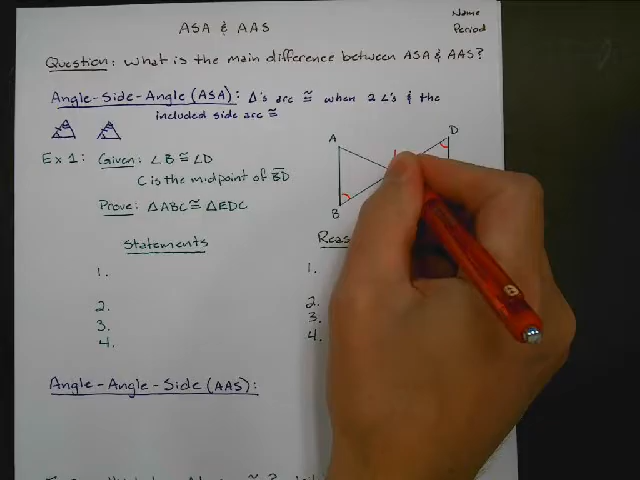 Name
ASA & AAS
Period
Question: What is the main difference between ASA & AAS?
Angle-Side-Angle (ASA): Δ's are ≅ when 2 ∠'s & the
included side are ≅
Ex 1: Given: ∠B ≅ ∠D
C is the midpoint of BD
Prove: ΔABC ≅ ΔEDC
A
D
B
Statements
Reas
1.
1.
2.
2.
3.
3.
4.
4.
Angle-Angle-Side (AAS):